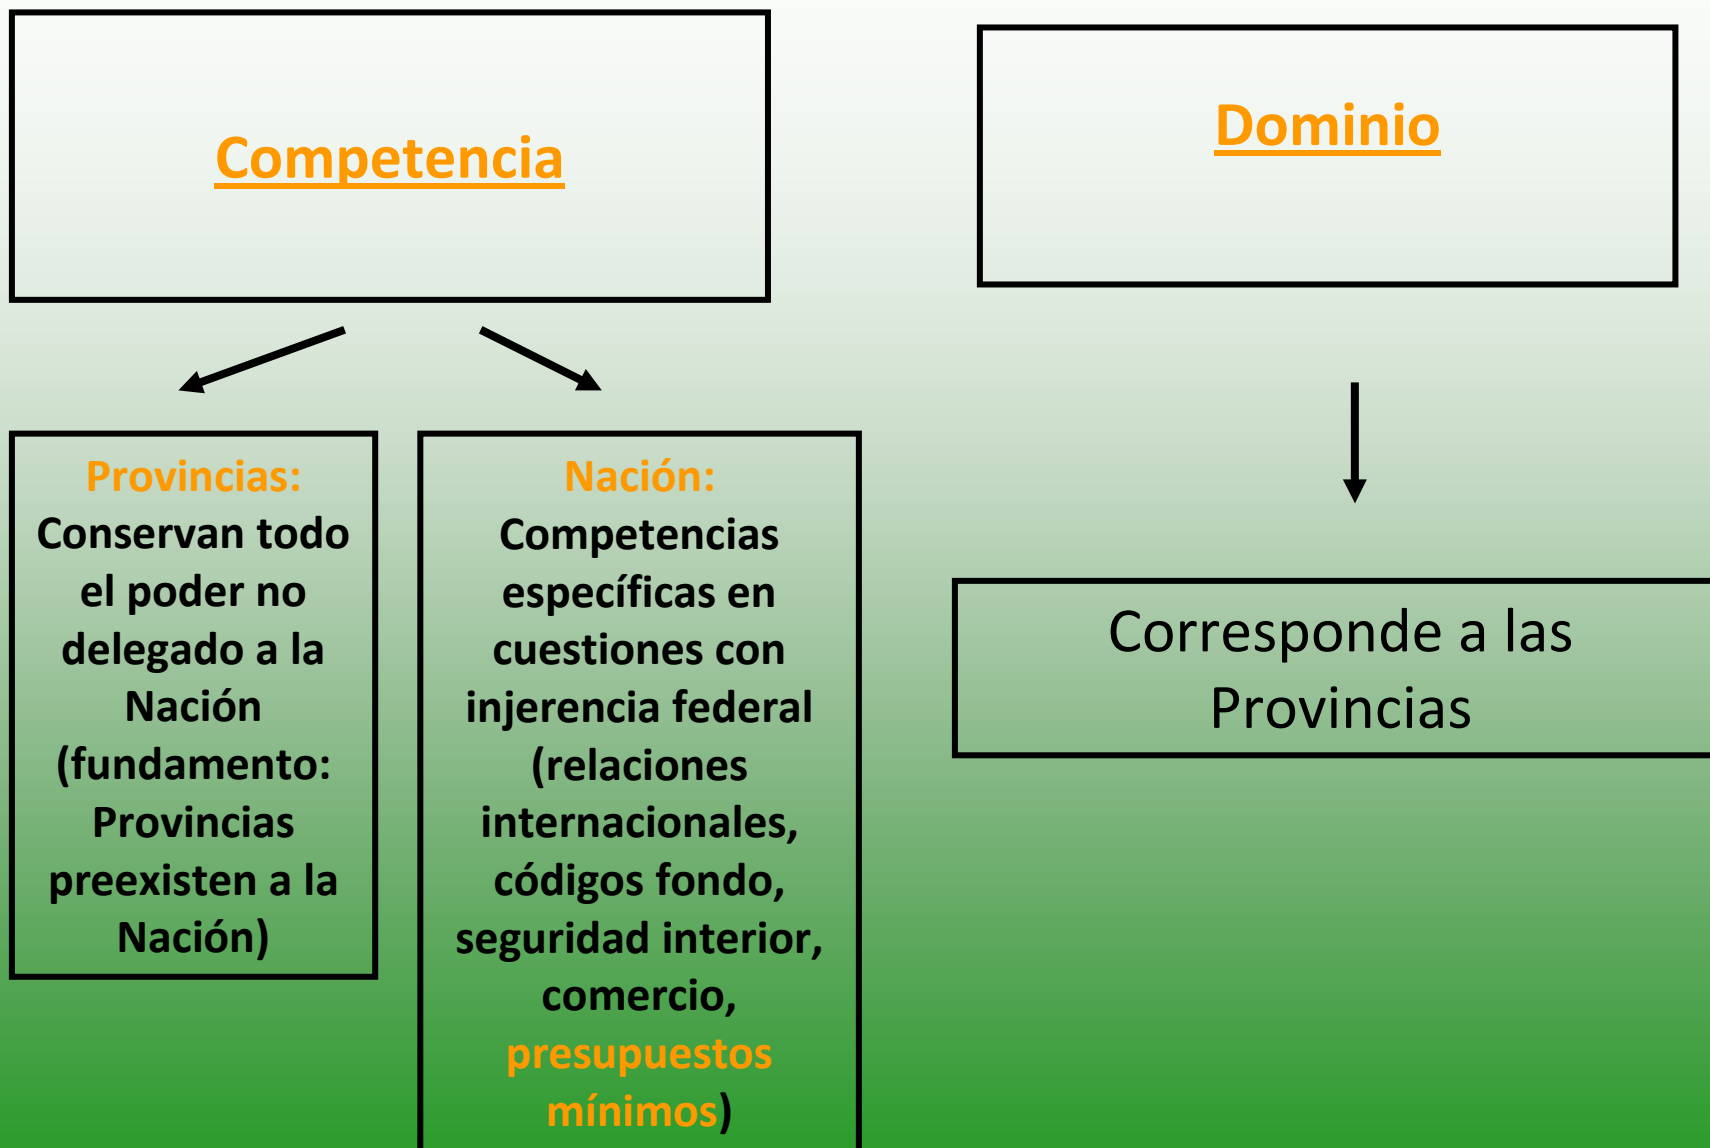 Competencia
Dominio
Provincias:
Conservan todo
el poder no
delegado a la
Nación
(fundamento:
Provincias
preexisten a la
Nación)
Nación:
Competencias
específicas en
cuestiones con
injerencia federal
(relaciones
internacionales,
códigos fondo,
seguridad interior,
comercio,
presupuestos
mínimos)
Corresponde a las
Provincias